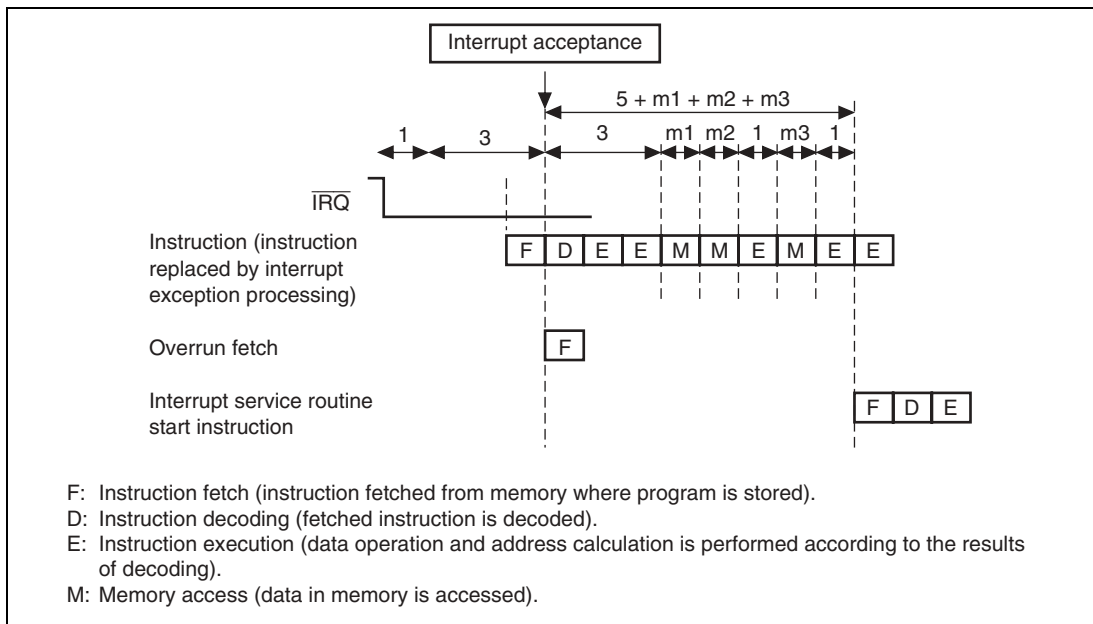 Interrupt acceptance
5 + m1 + m2 + m3
1 3 3 m1 m2 1 m3 1
IRQ
Instruction (instruction
replaced by interrupt
exception processing)
F D E E M M E M E E
Overrun fetch
F
Interrupt service routine
start instruction
F D E
F: Instruction fetch (instruction fetched from memory where program is stored).
D: Instruction decoding (fetched instruction is decoded).
E: Instruction execution (data operation and address calculation is performed according to the results
of decoding).
M: Memory access (data in memory is accessed).